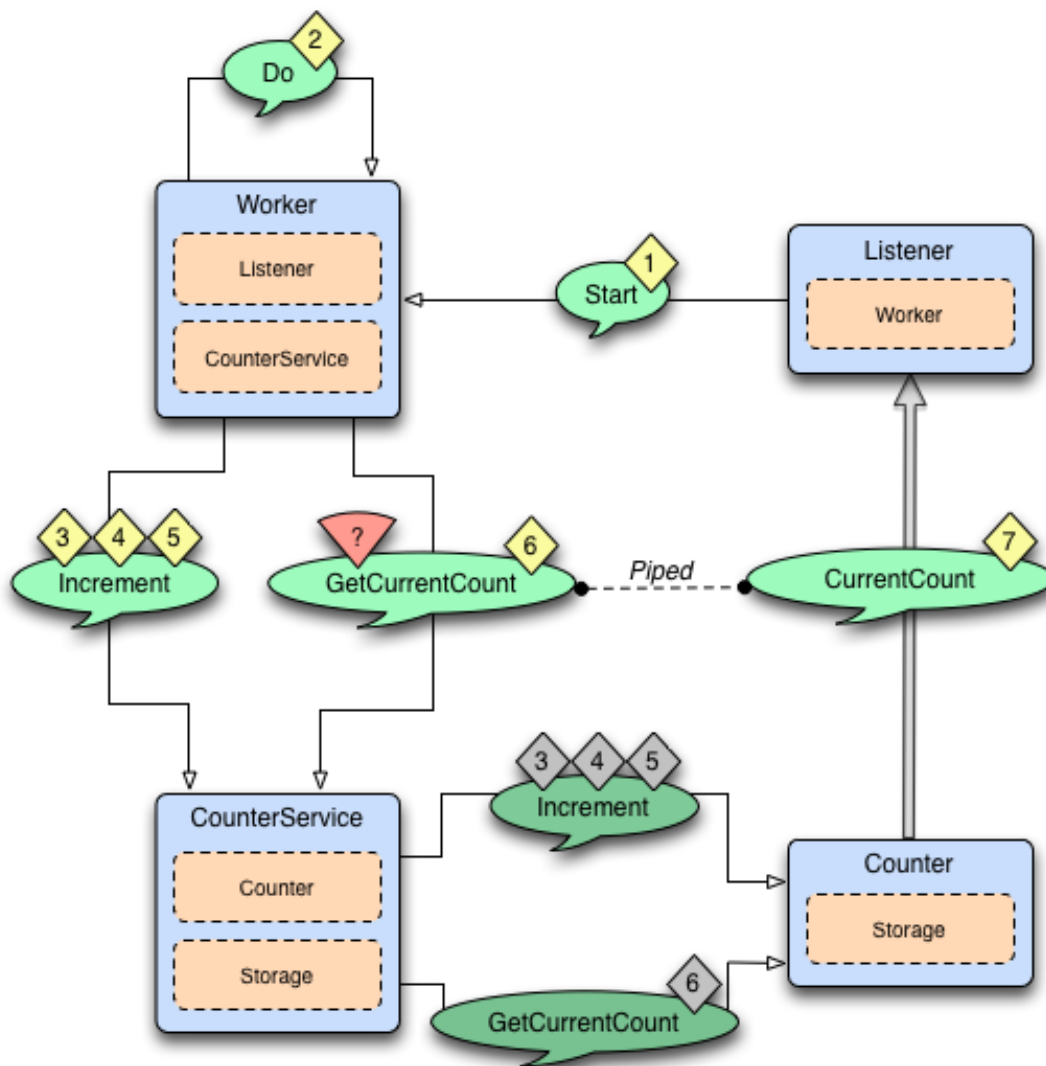 2
Do
Worker
Listener
CounterService
1
Start
Listener
Worker
3 4 5
Increment
?
6
GetCurrentCount
Piped
7
CurrentCount
3 4 5
Increment
CounterService
Counter
Storage
Counter
Storage
6
GetCurrentCount